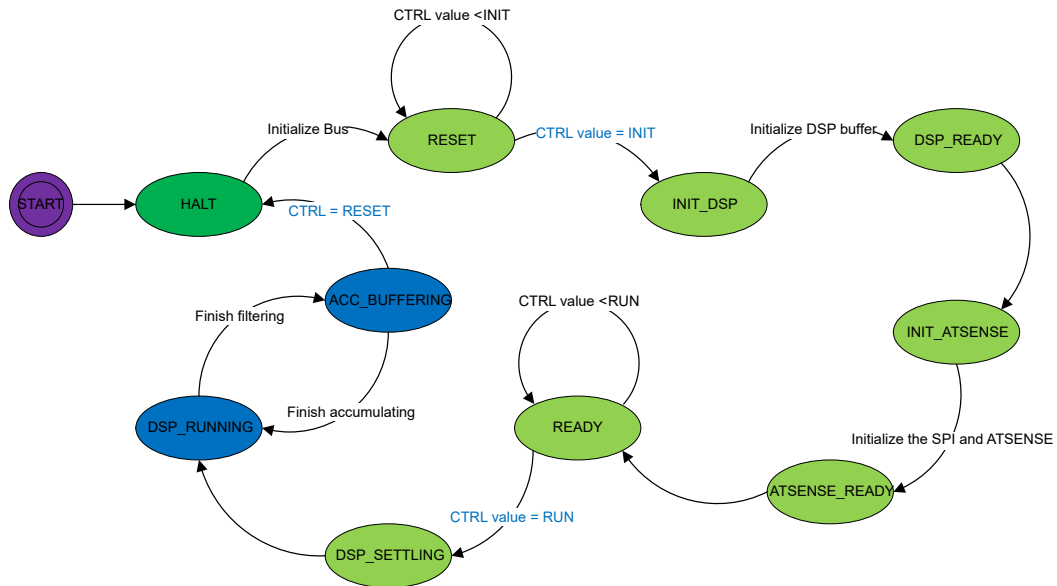 CTRL value <INIT
Initialize Bus
RESET
CTRL value = INIT
Initialize DSP buffer
DSP_READY
START
HALT
INIT_DSP
CTRL = RESET
ACC_BUFFERING
CTRL value <RUN
Finish filtering
INIT_ATSENSE
Finish accumulating
DSP_RUNNING
READY
Initialize the SPI and ATSENSE
ATSENSE_READY
CTRL value = RUN
DSP_SETTLING